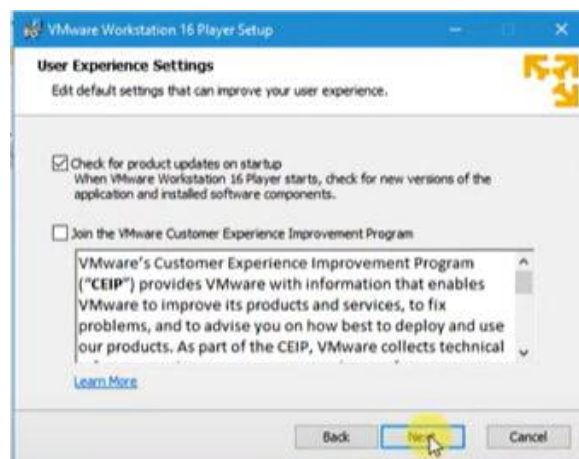 VMware Workstation 16 Player Setup
User Experience Settings
Edit default settings that can improve your user experience.
Check for product updates on startup
When VMware Workstation 16 Player starts, check for new versions of the
application and installed software components.
Join the VMware Customer Experience Improvement Program
VMware's Customer Experience Improvement Program
("CEIP") provides VMware with information that enables
VMware to improve its products and services, to fix
problems, and to advise you on how best to deploy and use
our products. As part of the CEIP, VMware collects technical
Learn More
Back
Next
Cancel